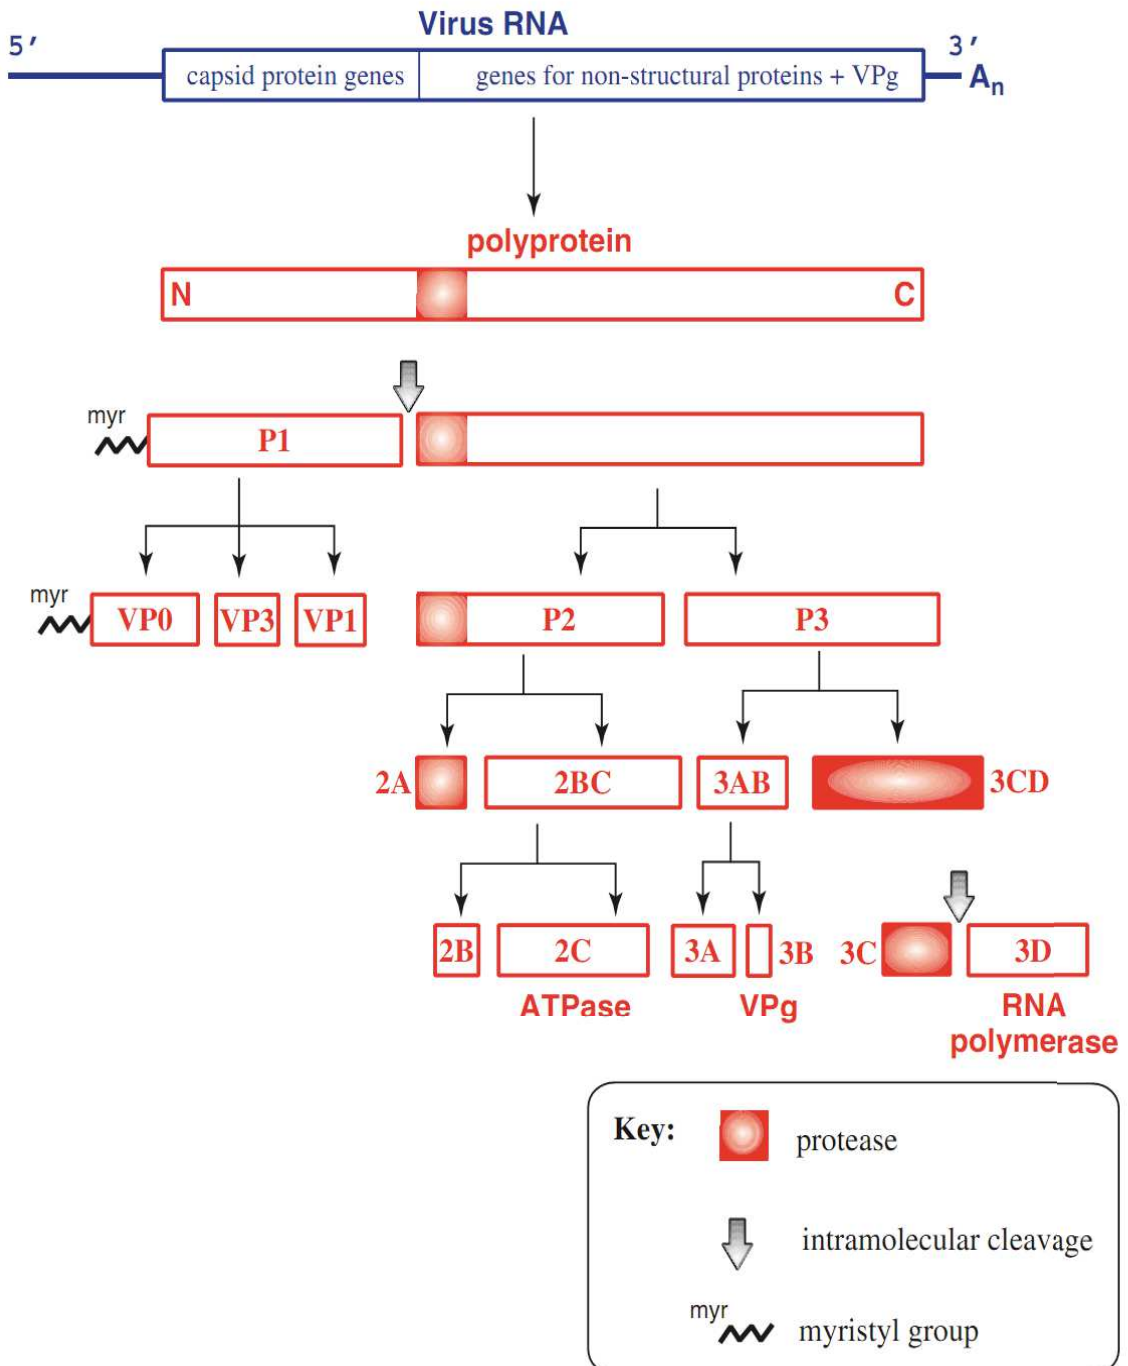 Virus RNA
5′
3′
capsid protein genes
genes for non-structural proteins + VPg
An
polyprotein
N
C
myr
P1
myr
VP0
VP3
VP1
P2
P3
2A
2BC
3AB
3CD
2B
2C
3A
3B
3C
3D
ATPase
VPg
RNA
polymerase
Key:
protease
intramolecular cleavage
myr
myristyl group